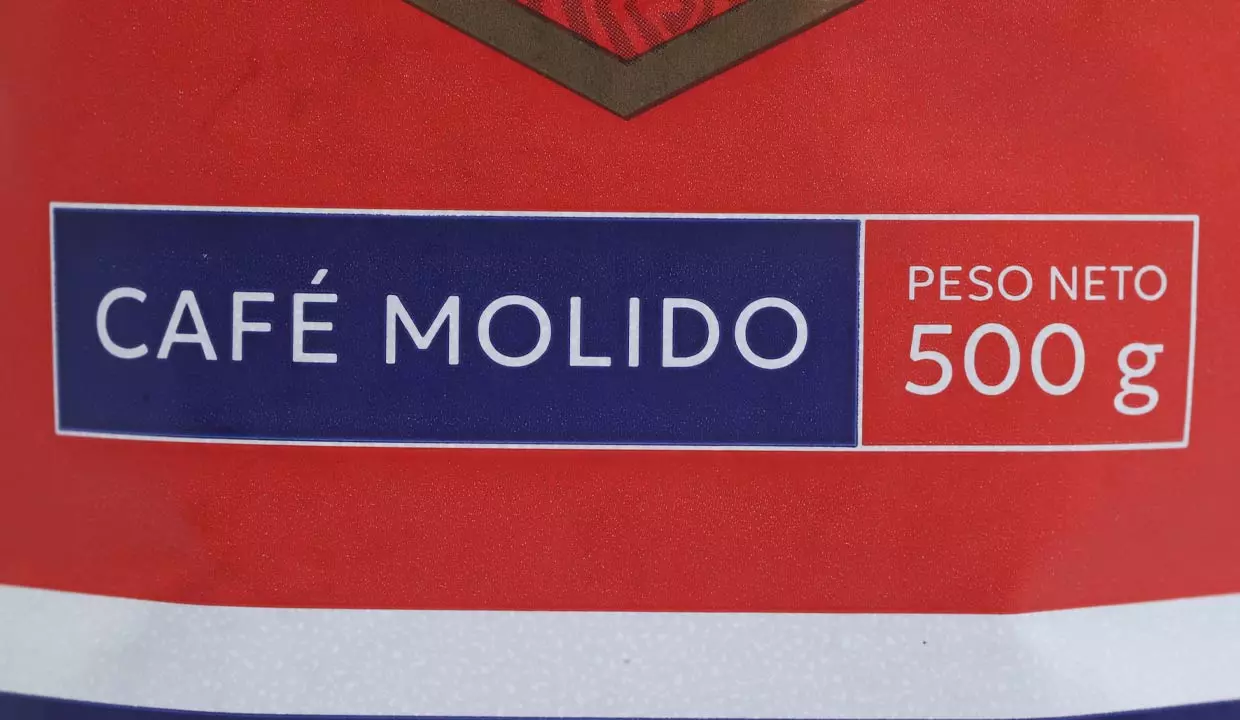 CAFÉ MOLIDO
PESO NETO
500 g